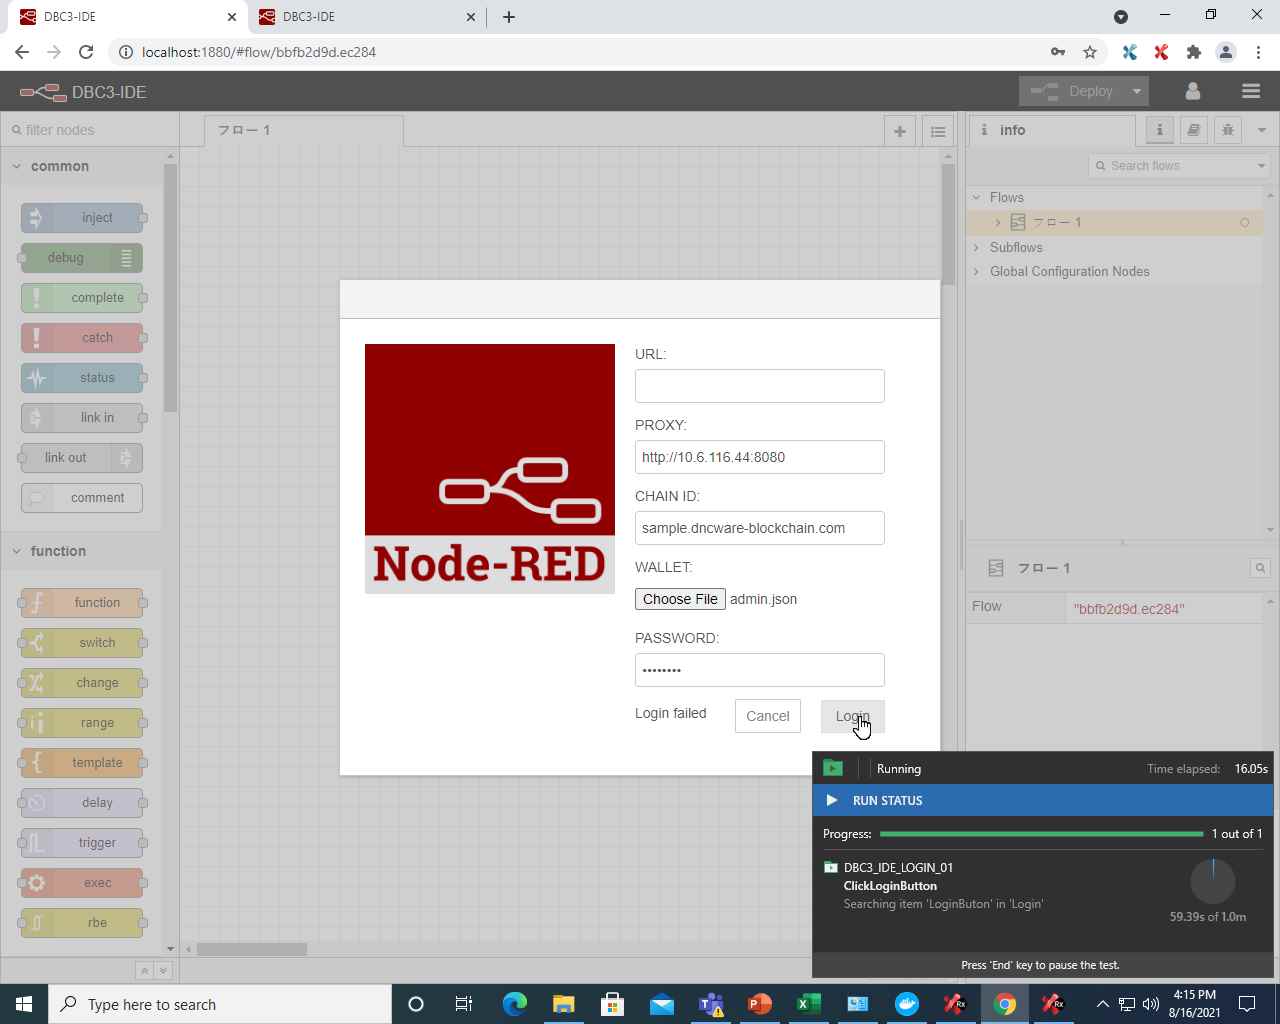 DBC3-IDE
DBC3-IDE
localhost:1880/#flow/bbfb2d9d.ec284
DBC3-IDE
Deploy
filter nodes
フロー 1
info
common
Search flows
inject
debug
complete
catch
status
link in
link out
comment
function
function
switch
change
range
template
delay
trigger
exec
rbe
Flows
フロー 1
Subflows
Global Configuration Nodes
フロー 1
Flow
"bbfb2d9d.ec284"
Node-RED
URL:
PROXY:
http://10.6.116.44:8080
CHAIN ID:
sample.dncware-blockchain.com
WALLET:
Choose File admin.json
PASSWORD:
••••••••
Login failed
Cancel
Login
Running
Time elapsed: 16.05s
RUN STATUS
Progress: 1 out of 1
DBC3_IDE_LOGIN_01
ClickLoginButton
Searching item 'LoginButon' in 'Login'
59.39s of 1.0m
Press 'End' key to pause the test.
Type here to search
4:15 PM
8/16/2021